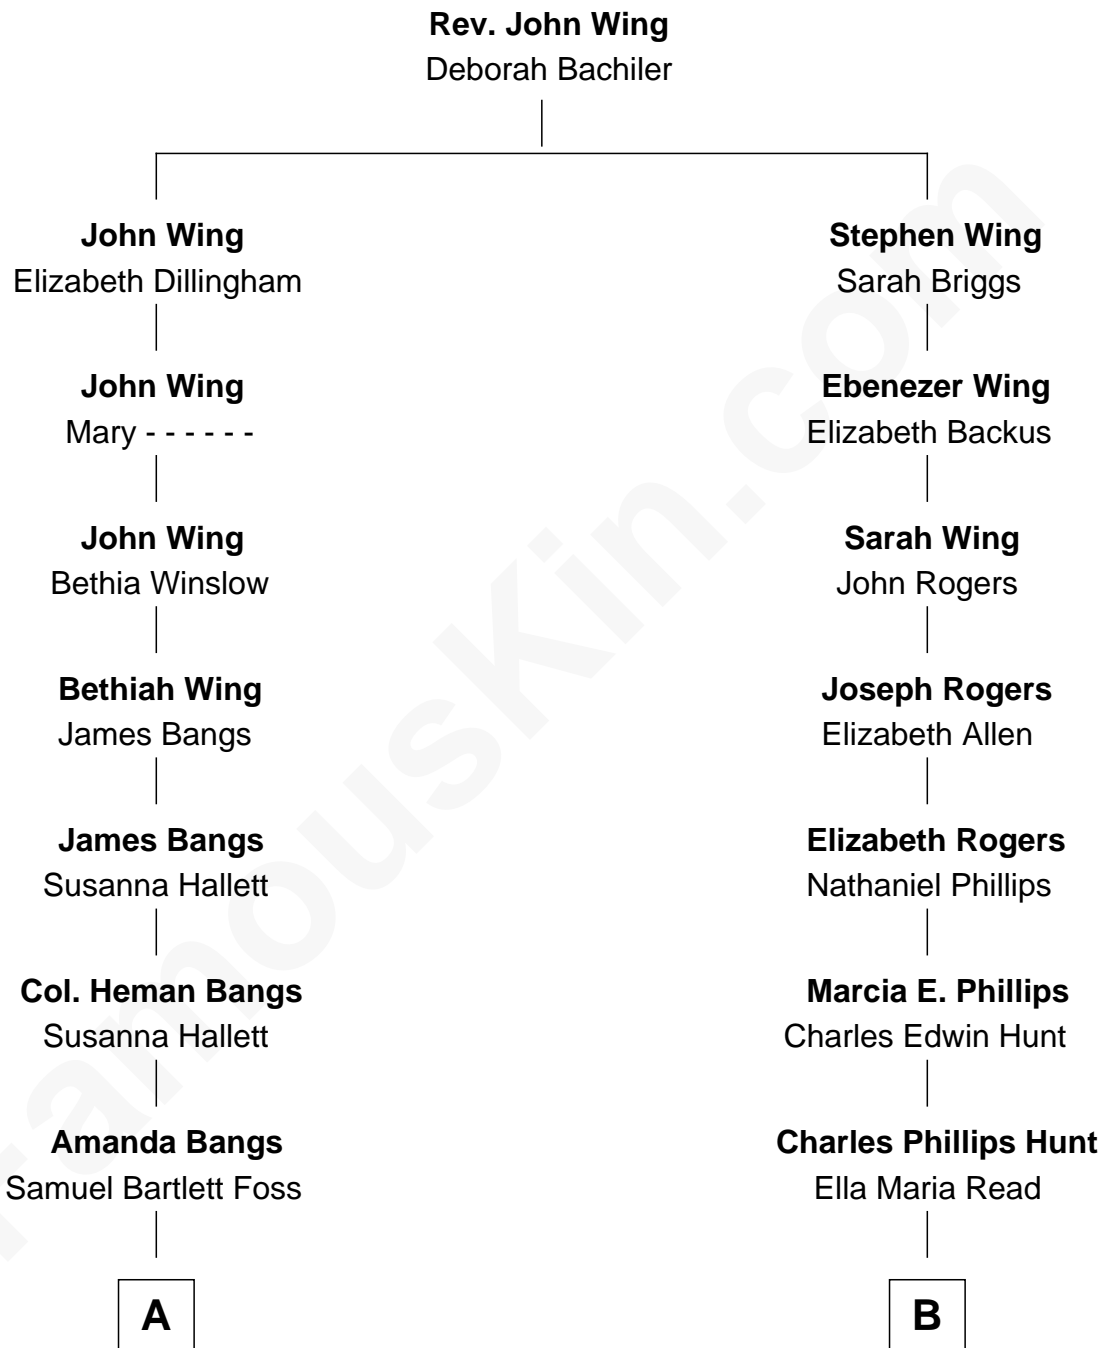 Rev. John Wing
Deborah Bachiler
John Wing
Elizabeth Dillingham
Stephen Wing
Sarah Briggs
John Wing
Mary - - - - - -
Ebenezer Wing
Elizabeth Backus
John Wing
Bethia Winslow
Sarah Wing
John Rogers
Bethiah Wing
James Bangs
Joseph Rogers
Elizabeth Allen
James Bangs
Susanna Hallett
Elizabeth Rogers
Nathaniel Phillips
Col. Heman Bangs
Susanna Hallett
Marcia E. Phillips
Charles Edwin Hunt
Amanda Bangs
Samuel Bartlett Foss
Charles Phillips Hunt
Ella Maria Read
A
B
famouskin.com